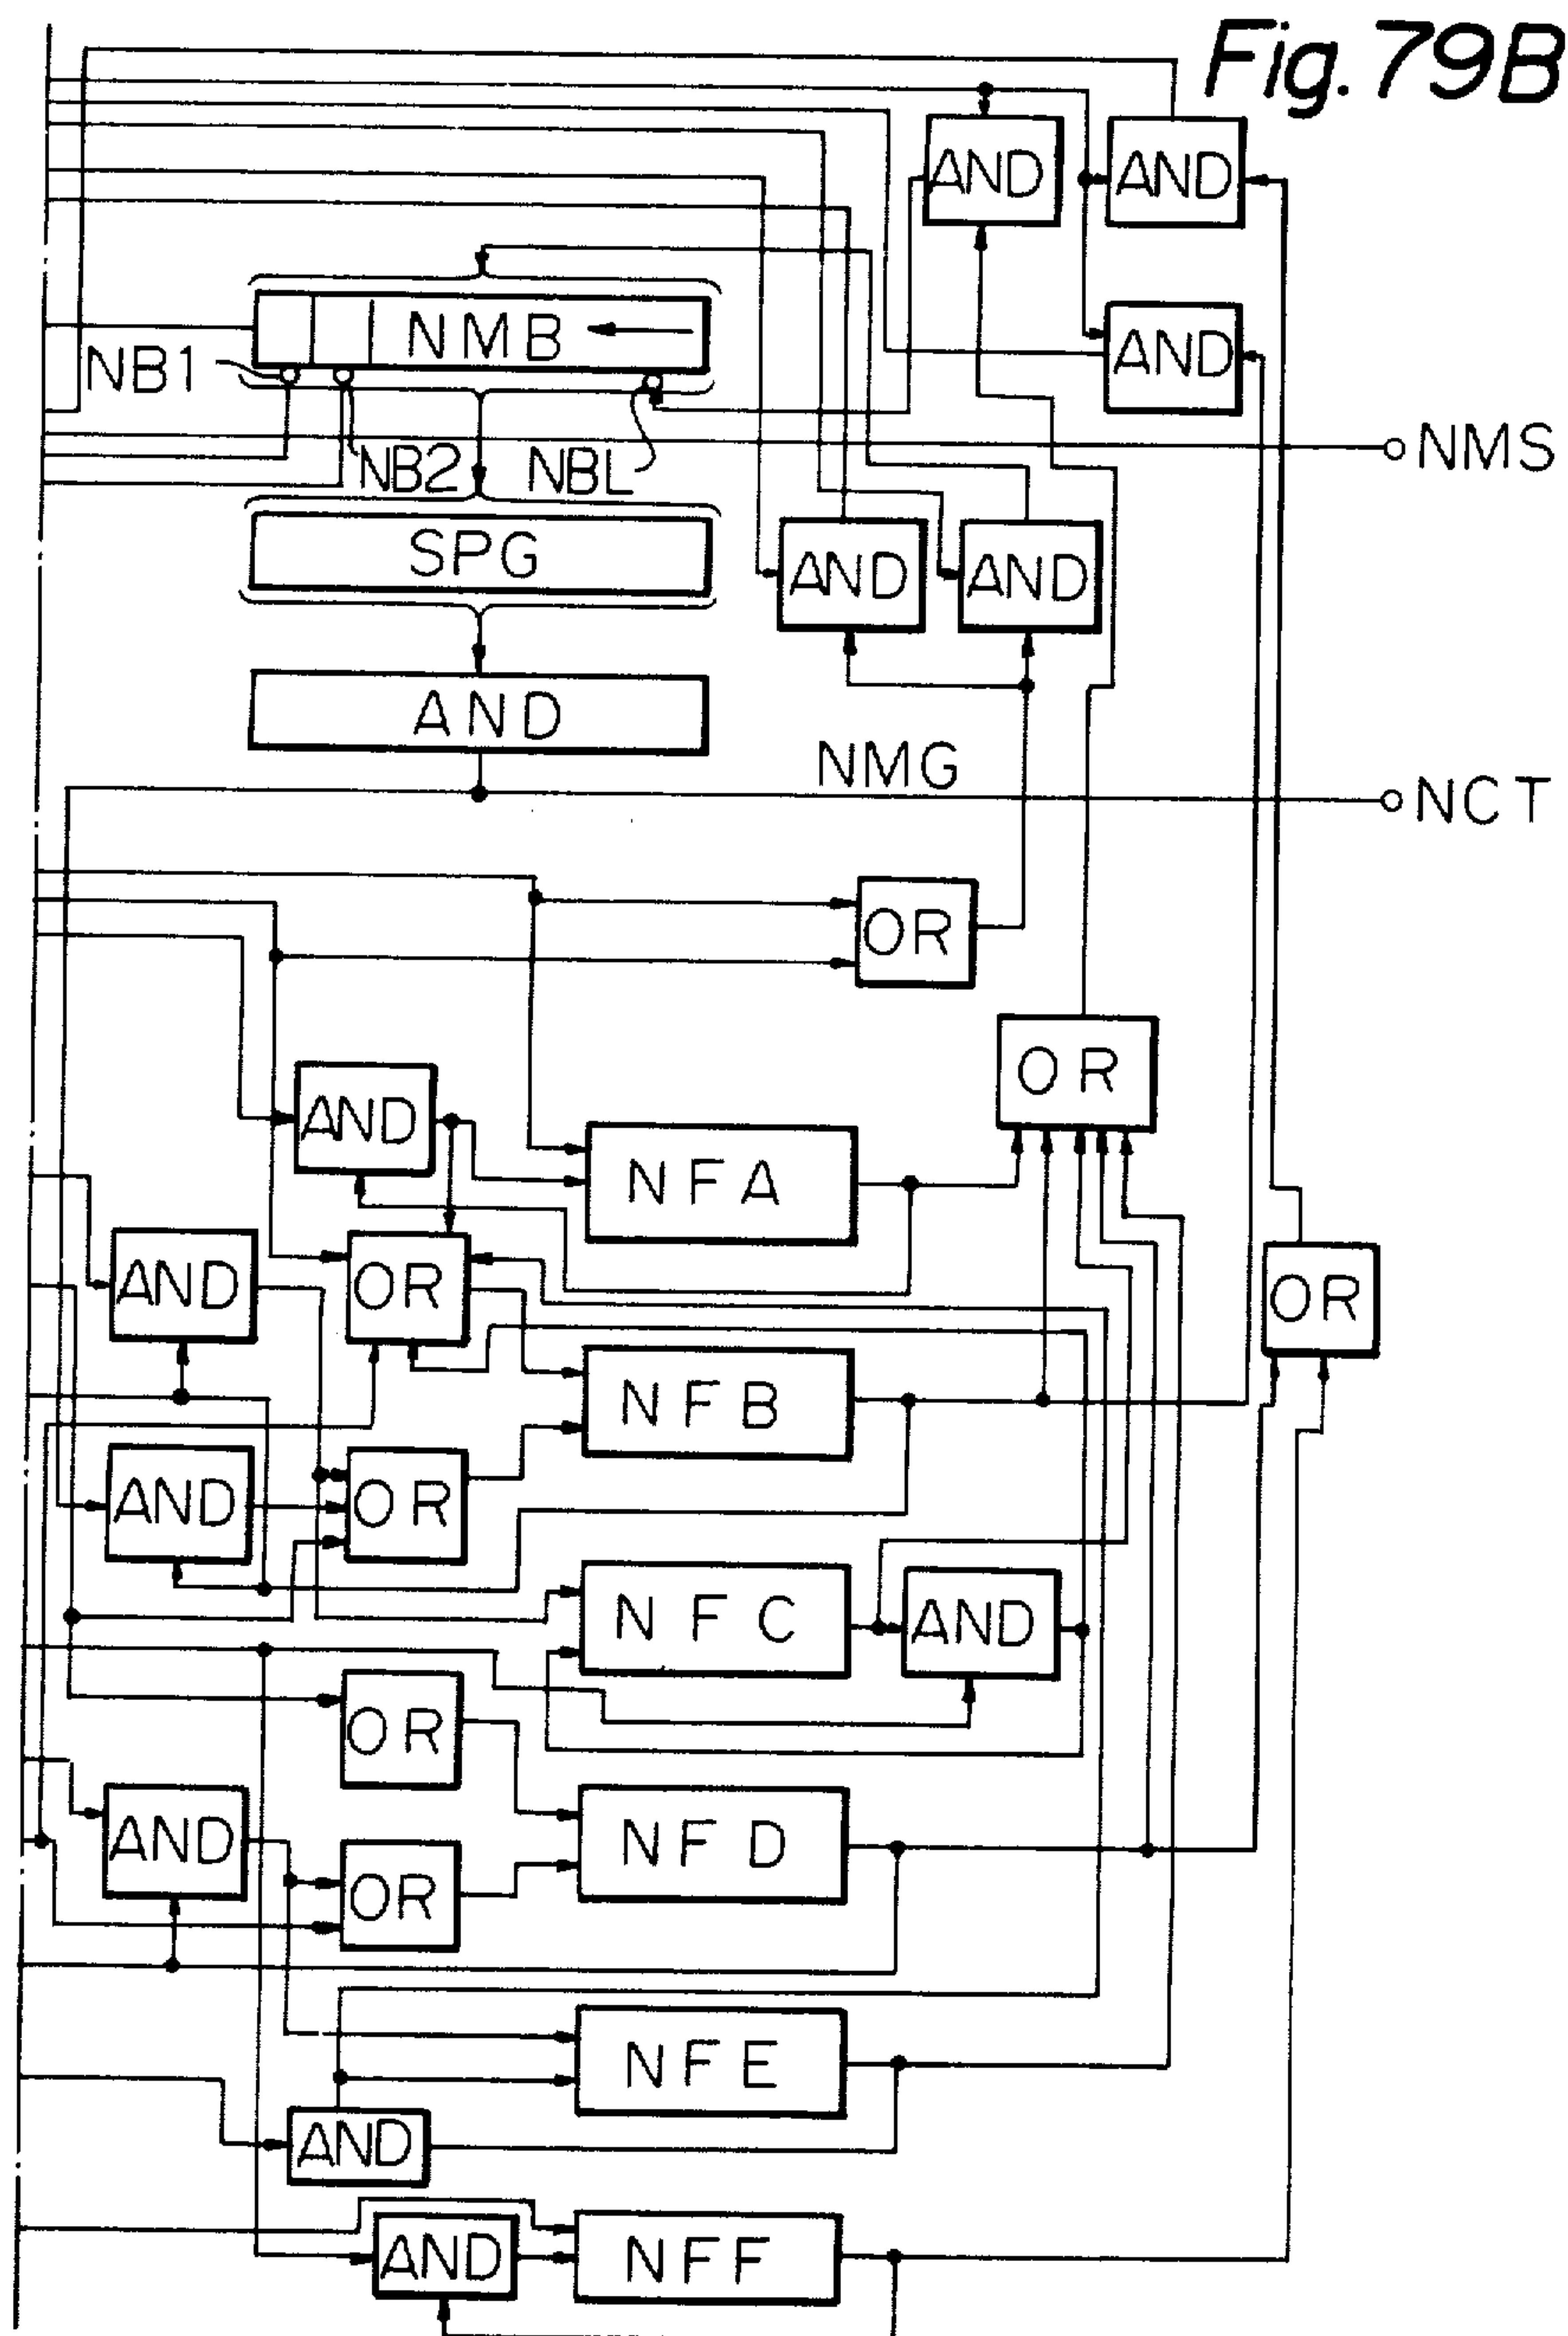 Fig. 79B
AND
AND
NMB
AND
NB1
NB2
NBL
NMS
SPG
AND
AND
AND
NMG
NCT
OR
OR
AND
NFA
AND
OR
OR
NFB
AND
OR
NFC
AND
OR
AND
NFD
OR
NFE
AND
AND
NFF